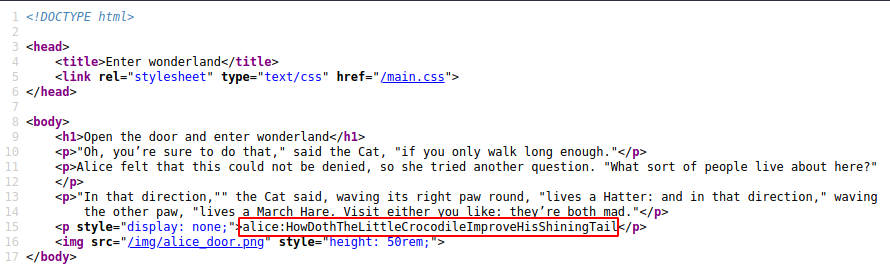 1 <!DOCTYPE html>
2
3 <head>
4 <title>Enter wonderland</title>
5 <link rel="stylesheet" type="text/css" href="/main.css">
6 </head>
7
8 <body>
9 <h1>Open the door and enter wonderland</h1>
10 <p>"Oh, you’re sure to do that," said the Cat, "if you only walk long enough."</p>
11 <p>Alice felt that this could not be denied, so she tried another question. "What sort of people live about here?"
12 </p>
13 <p>"In that direction,"" the Cat said, waving its right paw round, "lives a Hatter: and in that direction," waving
14 the other paw, "lives a March Hare. Visit either you like: they’re both mad."</p>
15 <p style="display: none;">alice:HowDothTheLittleCrocodileImproveHisShiningTail</p>
16 <img src="/img/alice_door.png" style="height: 50rem;">
17 </body>